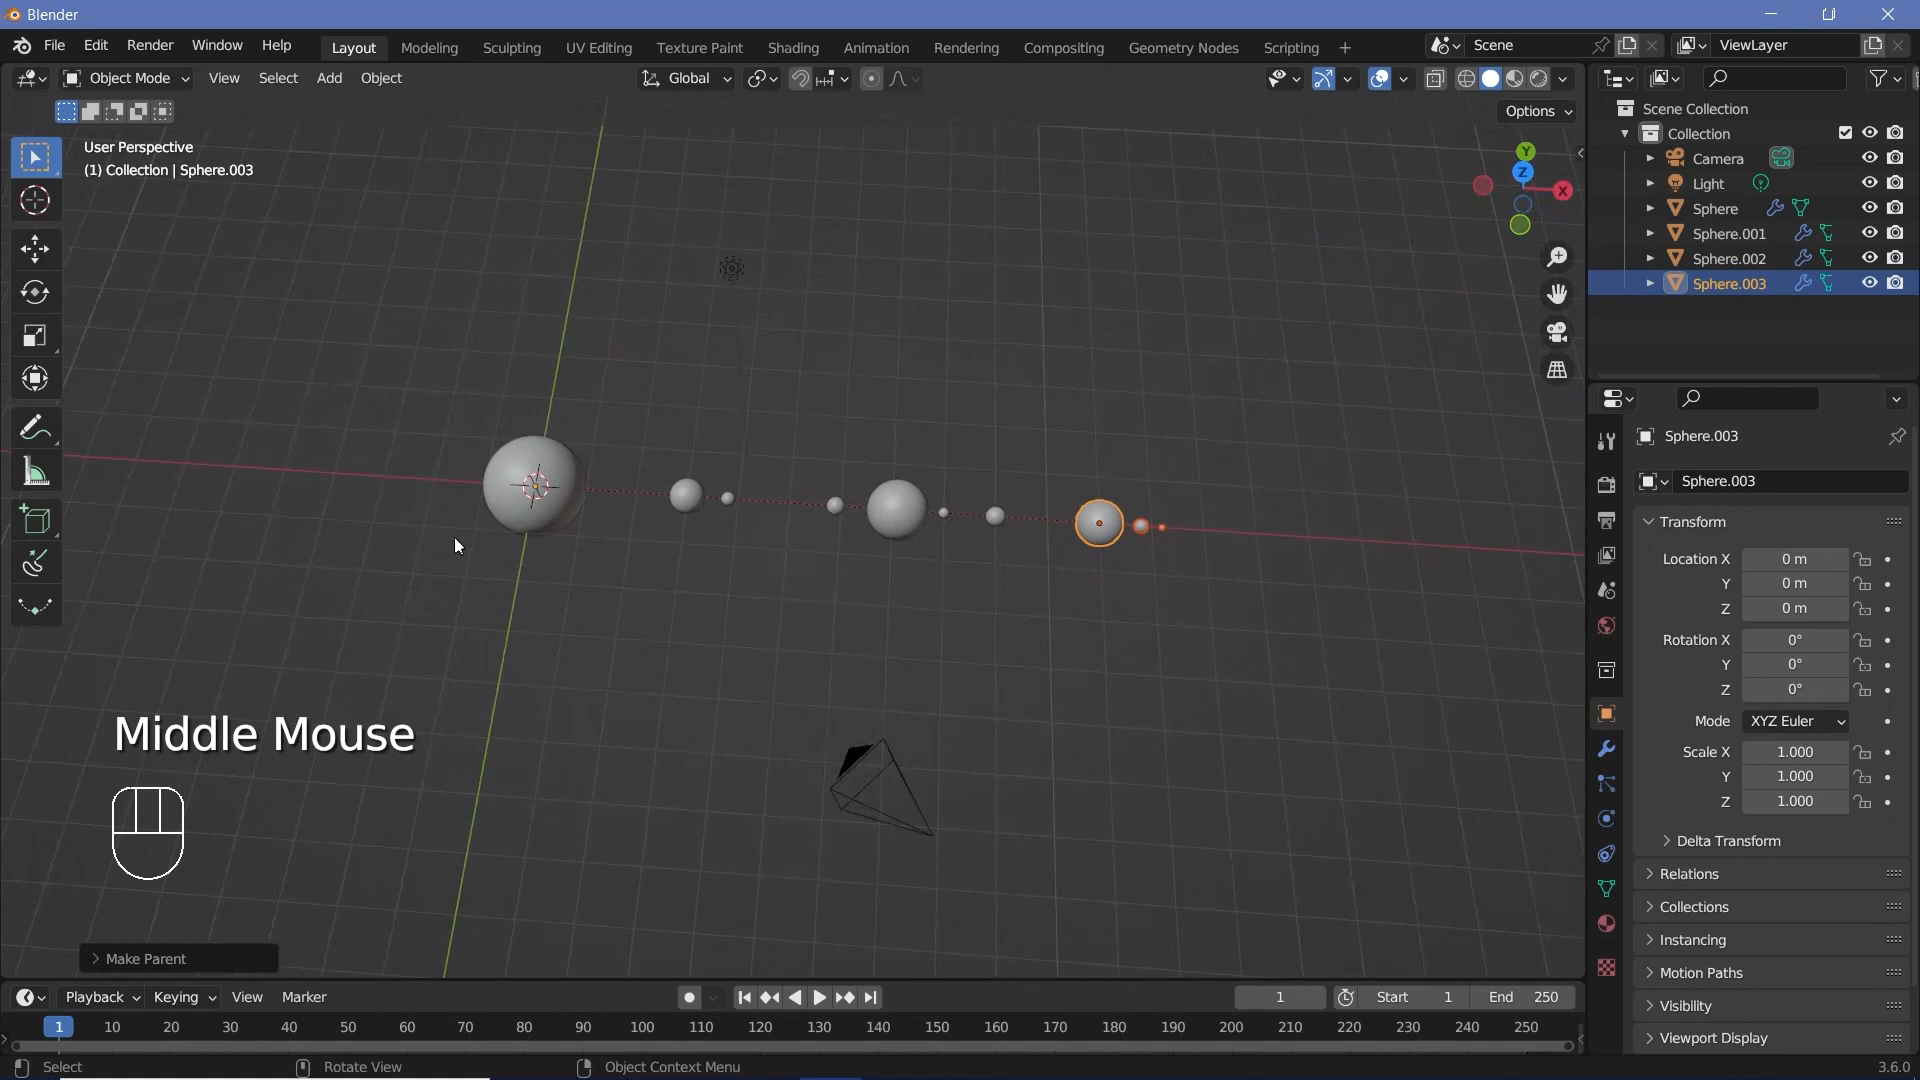 Blender
File Edit Render Window Help Layout Modeling Sculpting UV Editing Texture Paint Shading Animation Rendering Compositing Geometry Nodes Scripting + Scene ViewLayer
Object Mode View Select Add Object Global
Options
User Perspective
(1) Collection | Sphere.003
Y
Z
X
Middle Mouse
Make Parent
Scene Collection
Collection
Camera
Light
Sphere
Sphere.001
Sphere.002
Sphere.003
Sphere.003
Sphere.003
Transform
Location X 0 m
Y 0 m
Z 0 m
Rotation X 0°
Y 0°
Z 0°
Mode XYZ Euler
Scale X 1.000
Y 1.000
Z 1.000
Delta Transform
Relations
Collections
Instancing
Motion Paths
Visibility
Viewport Display
Playback Keying View Marker 1 Start 1 End 250
1 10 20 30 40 50 60 70 80 90 100 110 120 130 140 150 160 170 180 190 200 210 220 230 240 250
Select Rotate View Object Context Menu 3.6.0